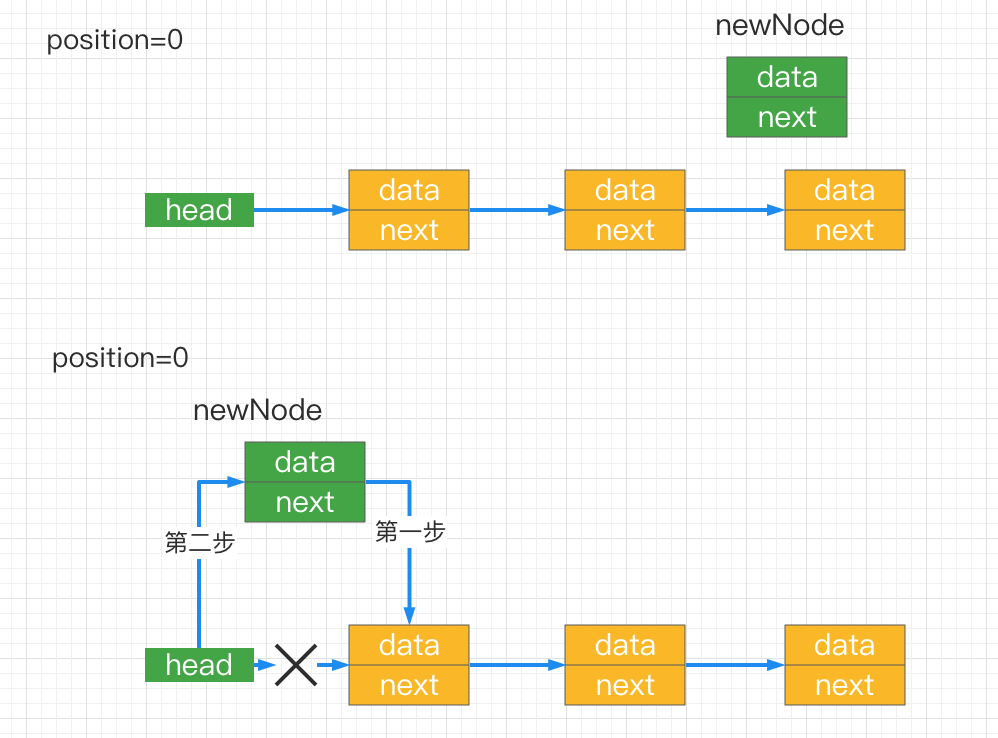 position=0
newNode
data
next
head
data
next
data
next
data
next
position=0
newNode
data
next
第二步
第一步
head
data
next
data
next
data
next